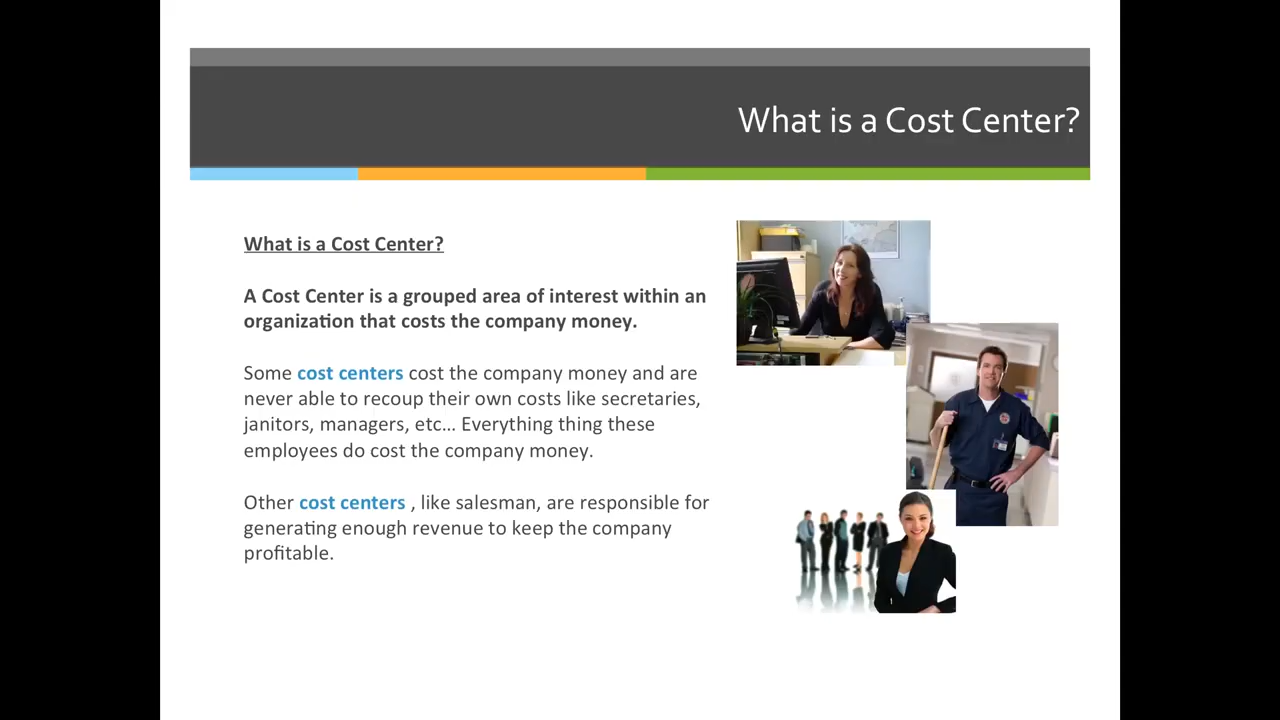 What is a Cost Center?
What is a Cost Center?
A Cost Center is a grouped area of interest within an
organization that costs the company money.
Some cost centers cost the company money and are
never able to recoup their own costs like secretaries,
janitors, managers, etc... Everything thing these
employees do cost the company money.
Other cost centers , like salesman, are responsible for
generating enough revenue to keep the company
profitable.